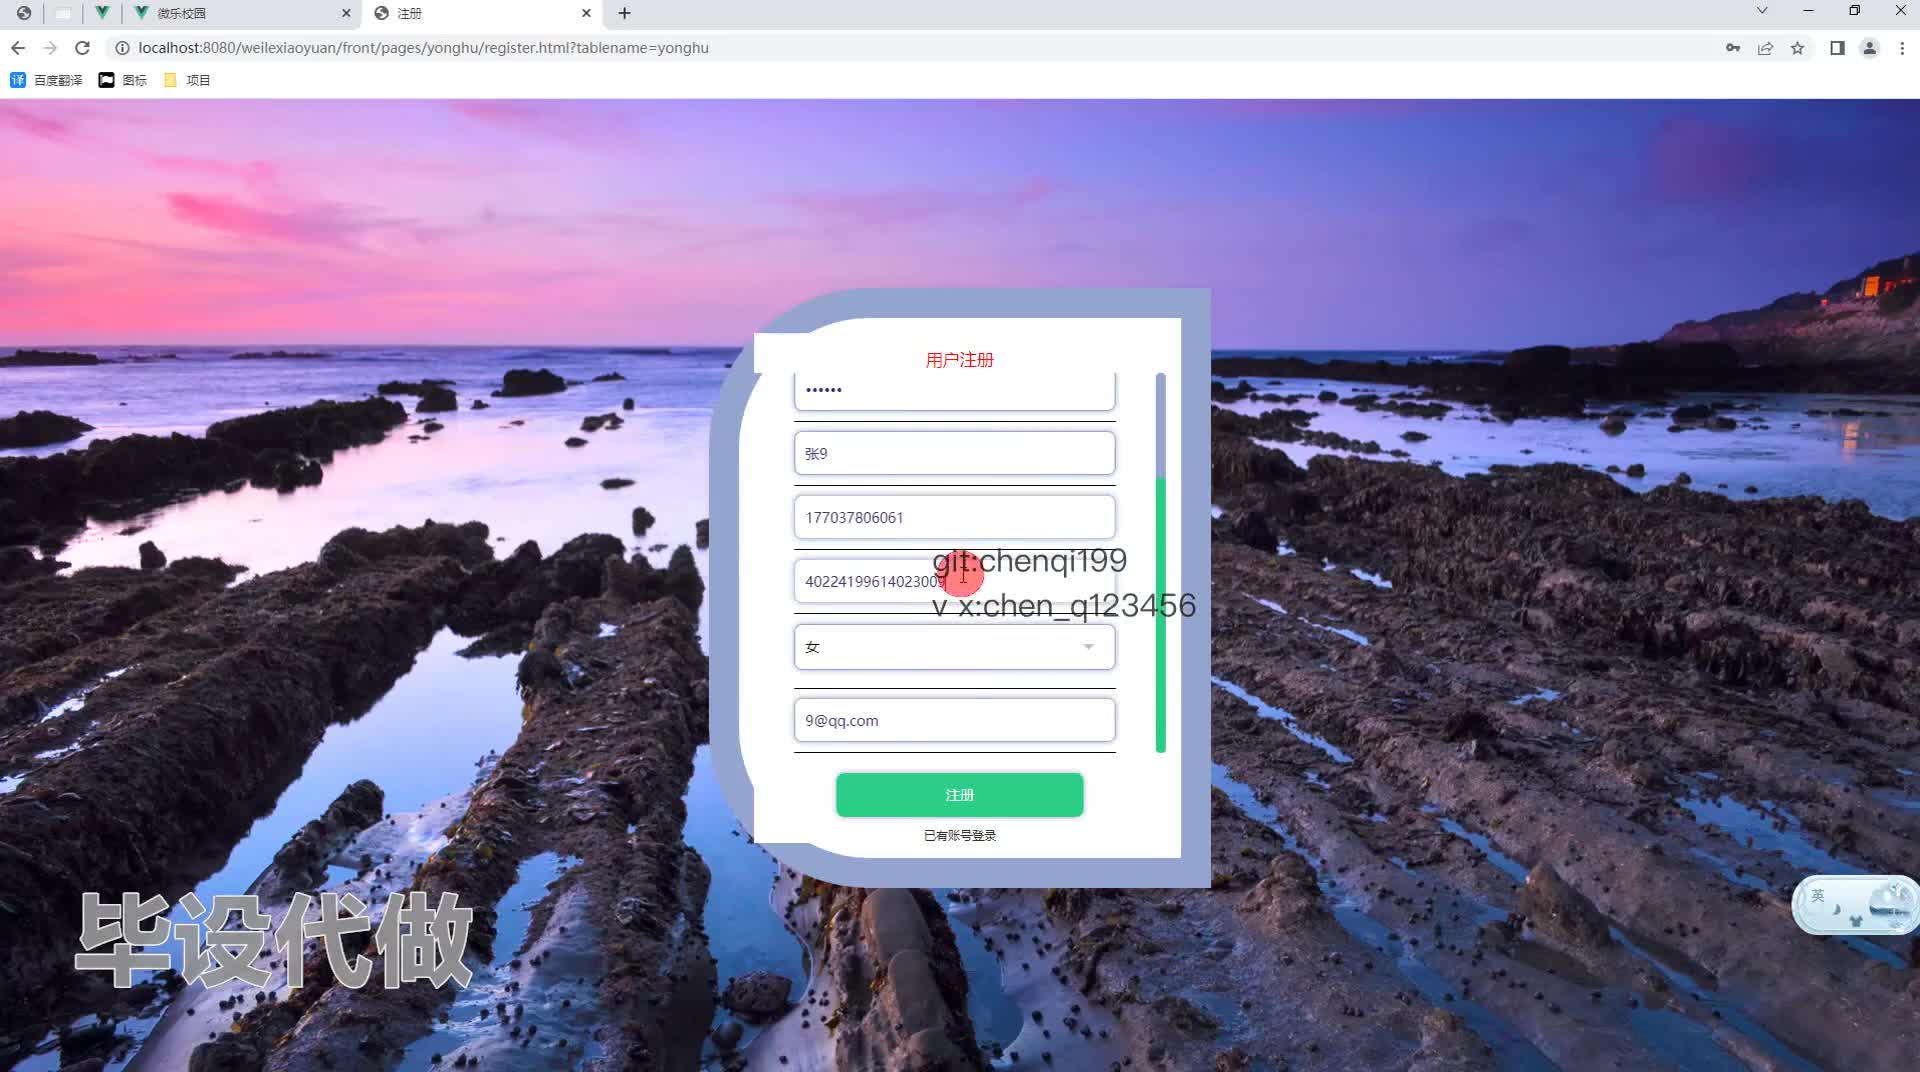 微乐校园
注册
localhost:8080/weilexiaoyuan/front/pages/yonghu/register.html?tablename=yonghu
译 百度翻译 图标 项目
用户注册
••••••
张9
177037806061
40224199614023009
git:chenqi199
v x:chen_q123456
女
9@qq.com
注册
已有账号登录
毕设代做
英